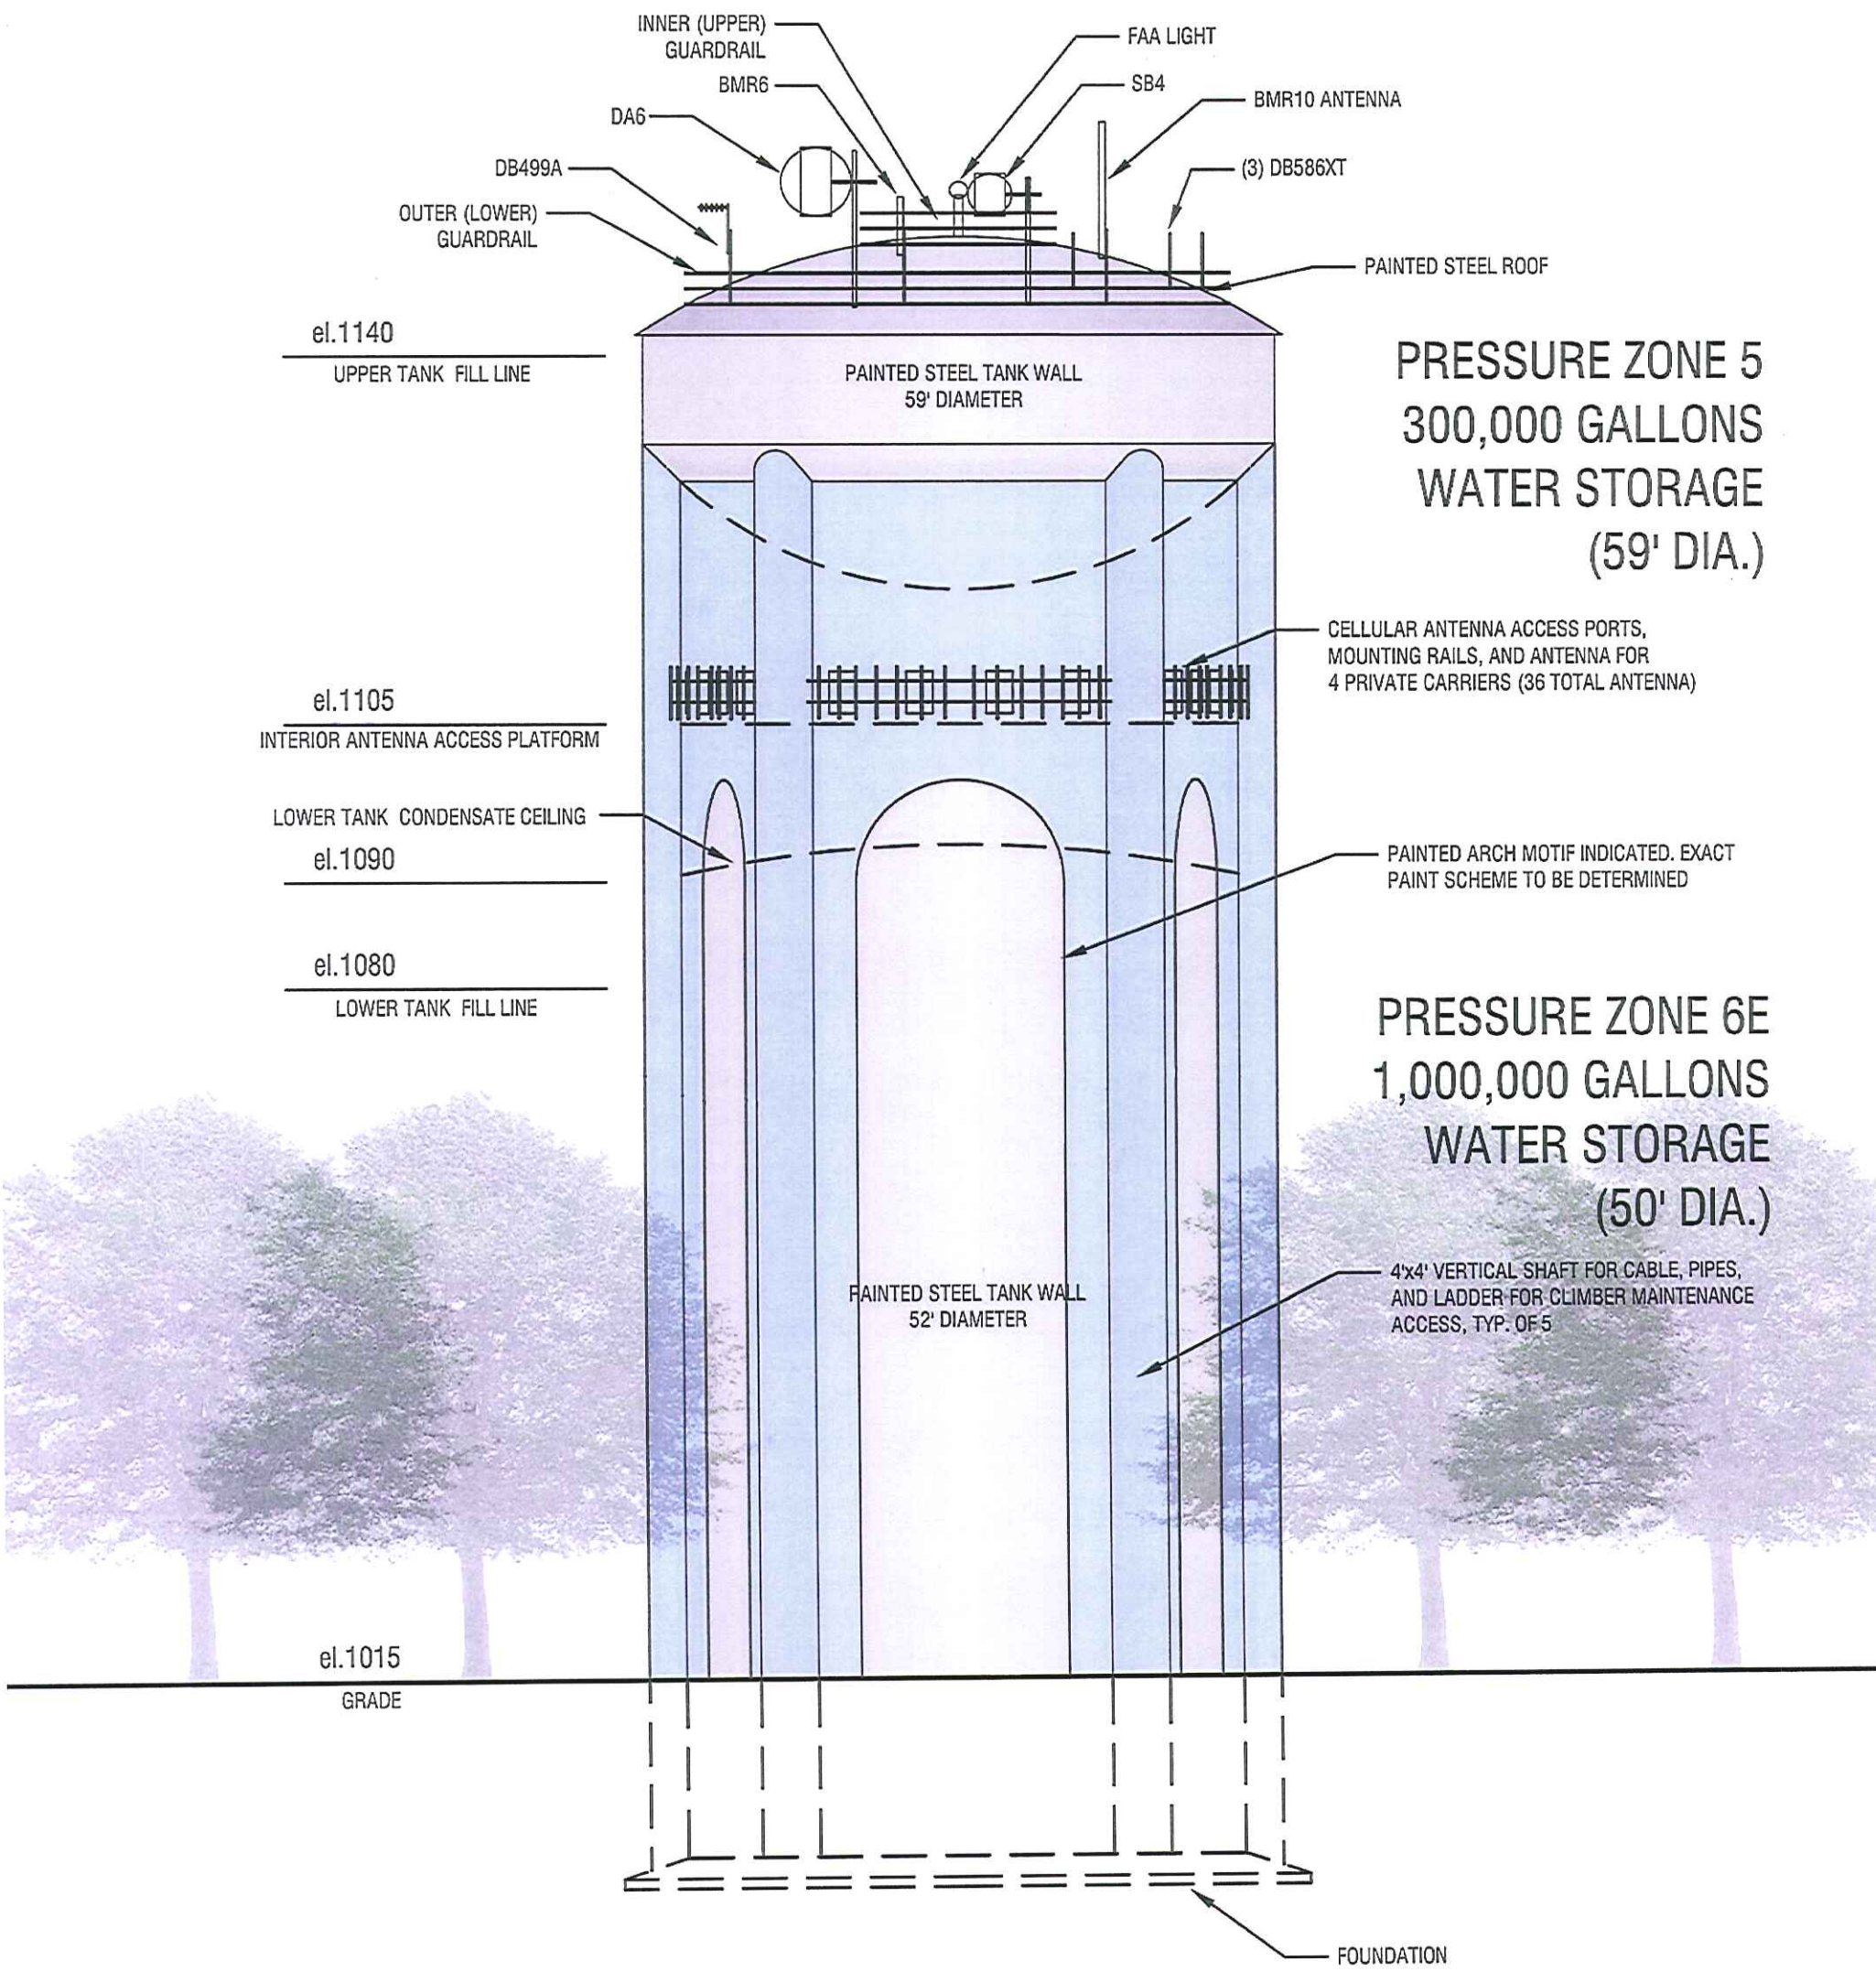 INNER (UPPER)
GUARDRAIL
FAA LIGHT
BMR6
SB4
BMR10 ANTENNA
DA6
DB499A
(3) DB586XT
OUTER (LOWER)
GUARDRAIL
PAINTED STEEL ROOF
el.1140
UPPER TANK FILL LINE
PAINTED STEEL TANK WALL
59' DIAMETER
PRESSURE ZONE 5
300,000 GALLONS
WATER STORAGE
(59' DIA.)
CELLULAR ANTENNA ACCESS PORTS,
MOUNTING RAILS, AND ANTENNA FOR
4 PRIVATE CARRIERS (36 TOTAL ANTENNA)
el.1105
INTERIOR ANTENNA ACCESS PLATFORM
LOWER TANK CONDENSATE CEILING
el.1090
PAINTED ARCH MOTIF INDICATED. EXACT
PAINT SCHEME TO BE DETERMINED
el.1080
LOWER TANK FILL LINE
PRESSURE ZONE 6E
1,000,000 GALLONS
WATER STORAGE
(50' DIA.)
4'x4' VERTICAL SHAFT FOR CABLE, PIPES,
AND LADDER FOR CLIMBER MAINTENANCE
ACCESS, TYP. OF 5
PAINTED STEEL TANK WALL
52' DIAMETER
el.1015
GRADE
FOUNDATION